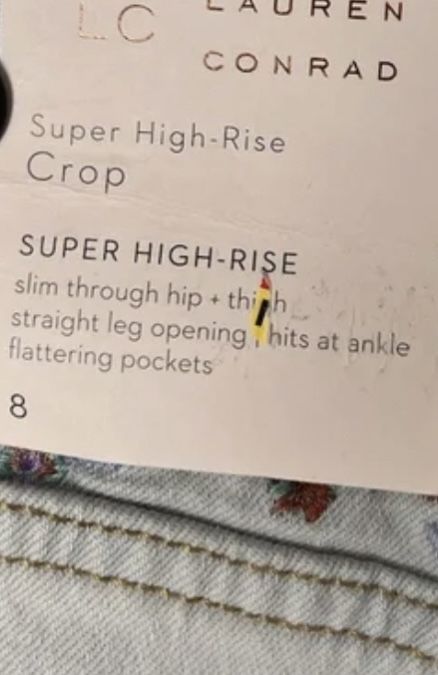 LC
LAUREN
CONRAD
Super High-Rise
Crop
SUPER HIGH-RISE
slim through hip + thigh
straight leg opening hits at ankle
flattering pockets
8